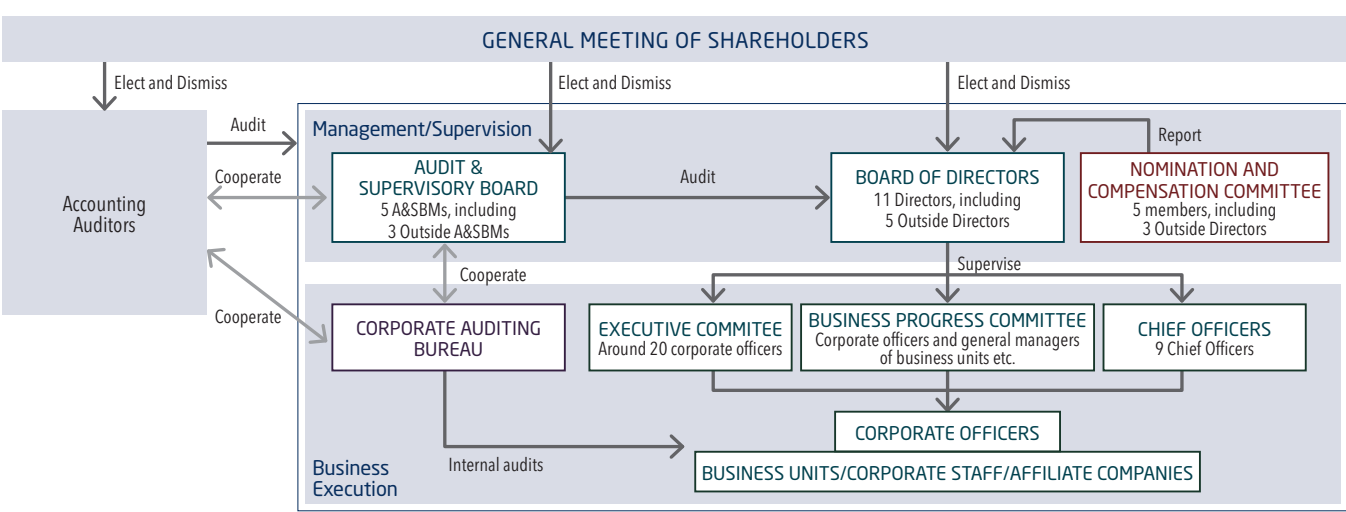 GENERAL MEETING OF SHAREHOLDERS
Elect and Dismiss
Elect and Dismiss
Elect and Dismiss
Accounting
Auditors
Audit
Cooperate
Cooperate
Management/Supervision
AUDIT &
SUPERVISORY BOARD
5 A&SBMs, including
3 Outside A&SBMs
Audit
BOARD OF DIRECTORS
11 Directors, including
5 Outside Directors
Report
NOMINATION AND
COMPENSATION COMMITTEE
5 members, including
3 Outside Directors
Cooperate
Supervise
CORPORATE AUDITING
BUREAU
EXECUTIVE COMMITEE
Around 20 corporate officers
BUSINESS PROGRESS COMMITTEE
Corporate officers and general managers
of business units etc.
CHIEF OFFICERS
9 Chief Officers
Internal audits
CORPORATE OFFICERS
BUSINESS UNITS/CORPORATE STAFF/AFFILIATE COMPANIES
Business
Execution